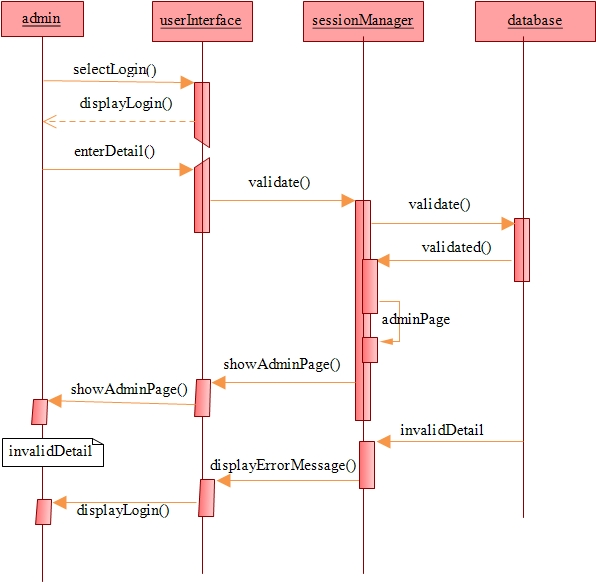 admin
userInterface
sessionManager
database
selectLogin()
displayLogin()
enterDetail()
validate()
validate()
validated()
adminPage
showAdminPage()
showAdminPage()
invalidDetail
invalidDetail
displayErrorMessage()
displayLogin()